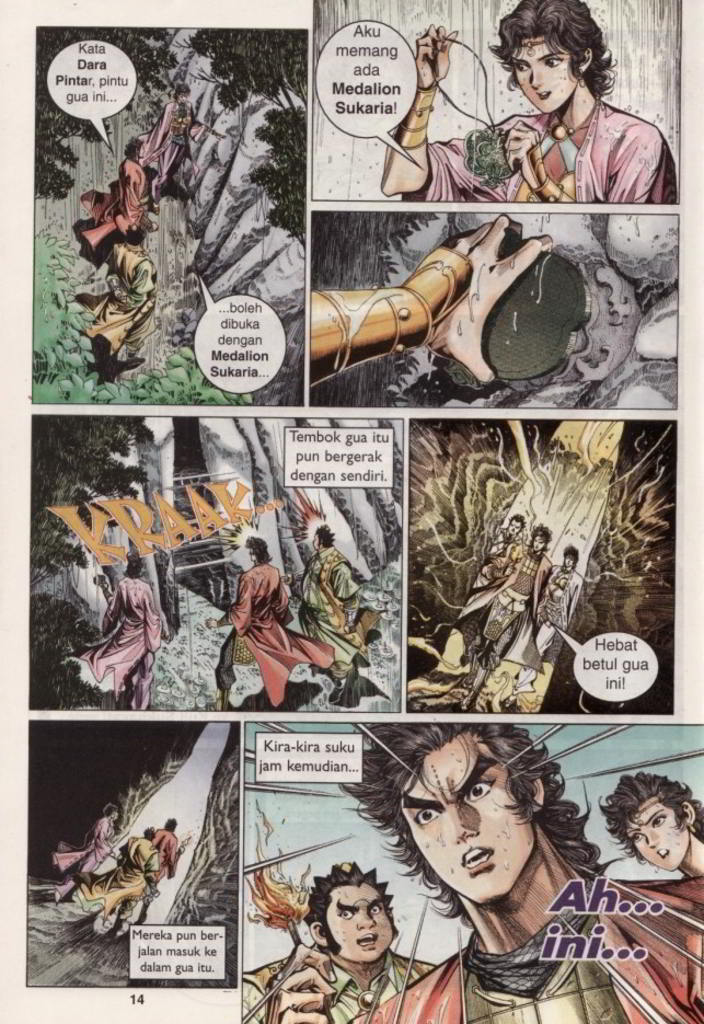 Kata
Dara
Pintar, pintu
gua ini...
...boleh
dibuka
dengan
Medalion
Sukaria...
Aku
memang
ada
Medalion
Sukaria!
KRAAK...
Tembok gua itu
pun bergerak
dengan sendiri.
Hebat
betul gua
ini!
Mereka pun ber-
jalan masuk ke
dalam gua itu.
Kira-kira suku
jam kemudian...
Ah...
ini...
14